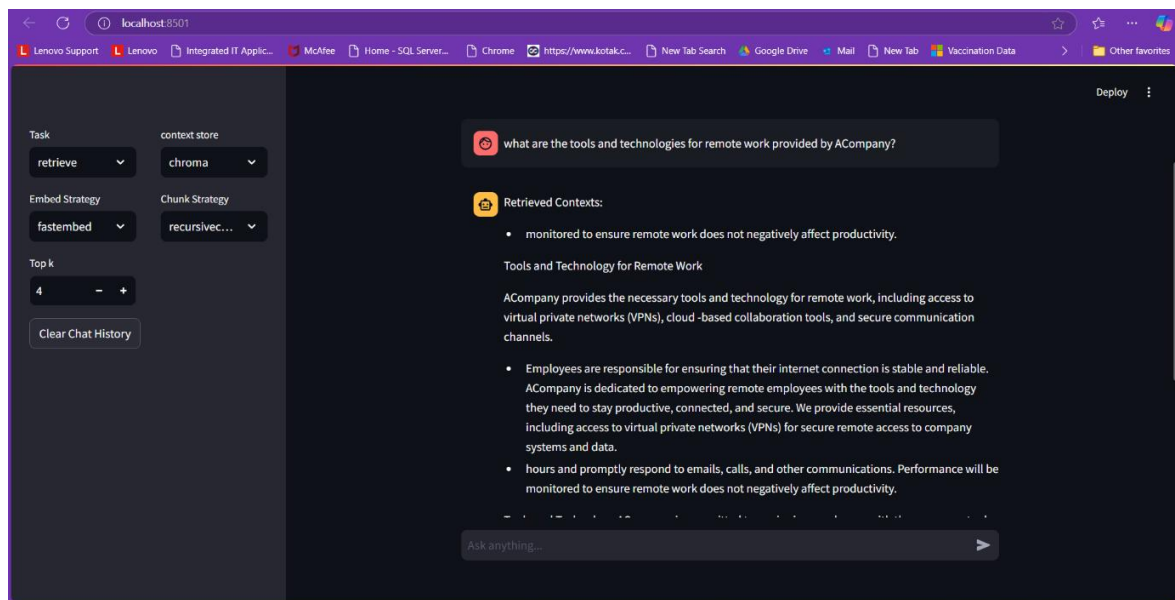 localhost:8501
Lenovo Support
Lenovo
Integrated IT Applic...
McAfee
Home - SQL Server...
Chrome
https://www.kotak.c...
New Tab Search
Google Drive
Mail
New Tab
Vaccination Data
Other favorites
Deploy
Task
context store
retrieve
chroma
Embed Strategy
Chunk Strategy
fastembed
recursivec...
Top k
4
- +
Clear Chat History
what are the tools and technologies for remote work provided by ACompany?
Retrieved Contexts:
• monitored to ensure remote work does not negatively affect productivity.
Tools and Technology for Remote Work
ACompany provides the necessary tools and technology for remote work, including access to
virtual private networks (VPNs), cloud -based collaboration tools, and secure communication
channels.
• Employees are responsible for ensuring that their internet connection is stable and reliable.
ACompany is dedicated to empowering remote employees with the tools and technology
they need to stay productive, connected, and secure. We provide essential resources,
including access to virtual private networks (VPNs) for secure remote access to company
systems and data.
• hours and promptly respond to emails, calls, and other communications. Performance will be
monitored to ensure remote work does not negatively affect productivity.
Ask anything...